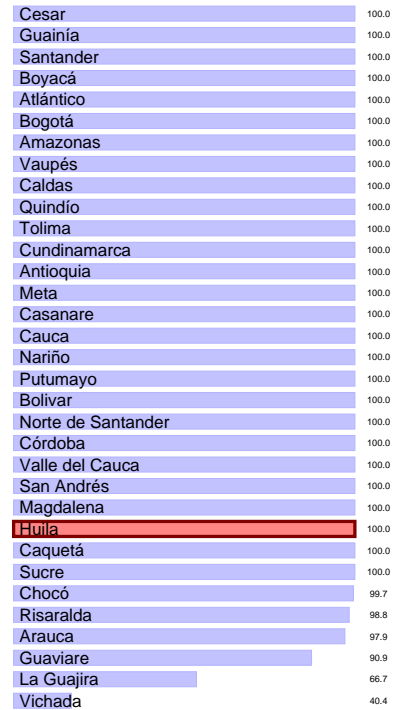 Cesar 100.0
Guainía 100.0
Santander 100.0
Boyacá 100.0
Atlántico 100.0
Bogotá 100.0
Amazonas 100.0
Vaupés 100.0
Caldas 100.0
Quindío 100.0
Tolima 100.0
Cundinamarca 100.0
Antioquia 100.0
Meta 100.0
Casanare 100.0
Cauca 100.0
Nariño 100.0
Putumayo 100.0
Bolivar 100.0
Norte de Santander 100.0
Córdoba 100.0
Valle del Cauca 100.0
San Andrés 100.0
Magdalena 100.0
Huila 100.0
Caquetá 100.0
Sucre 100.0
Chocó 99.7
Risaralda 98.8
Arauca 97.9
Guaviare 90.9
La Guajira 66.7
Vichada 40.4